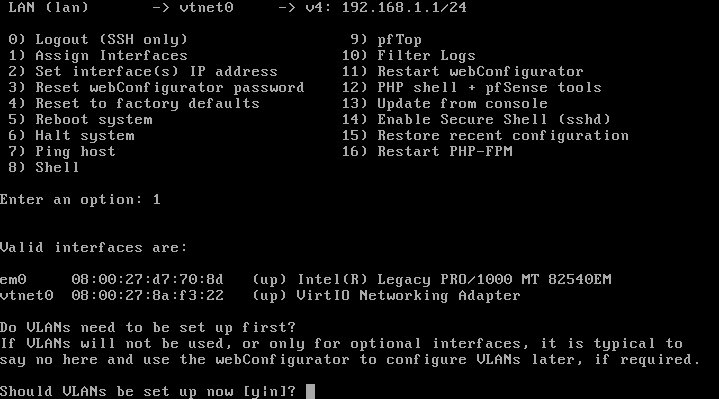 LAN (lan)       -> vtnet0     -> v4: 192.168.1.1/24
0) Logout (SSH only)                  9) pfTop
1) Assign Interfaces                 10) Filter Logs
2) Set interface(s) IP address       11) Restart webConfigurator
3) Reset webConfigurator password    12) PHP shell + pfSense tools
4) Reset to factory defaults         13) Update from console
5) Reboot system                     14) Enable Secure Shell (sshd)
6) Halt system                       15) Restore recent configuration
7) Ping host                         16) Restart PHP-FPM
8) Shell
Enter an option: 1
Valid interfaces are:
em0     08:00:27:d7:70:8d   (up) Intel(R) Legacy PRO/1000 MT 82540EM
vtnet0  08:00:27:8a:f3:22   (up) VirtIO Networking Adapter
Do VLANs need to be set up first?
If VLANs will not be used, or only for optional interfaces, it is typical to
say no here and use the webConfigurator to configure VLANs later, if required.
Should VLANs be set up now [y|n]?